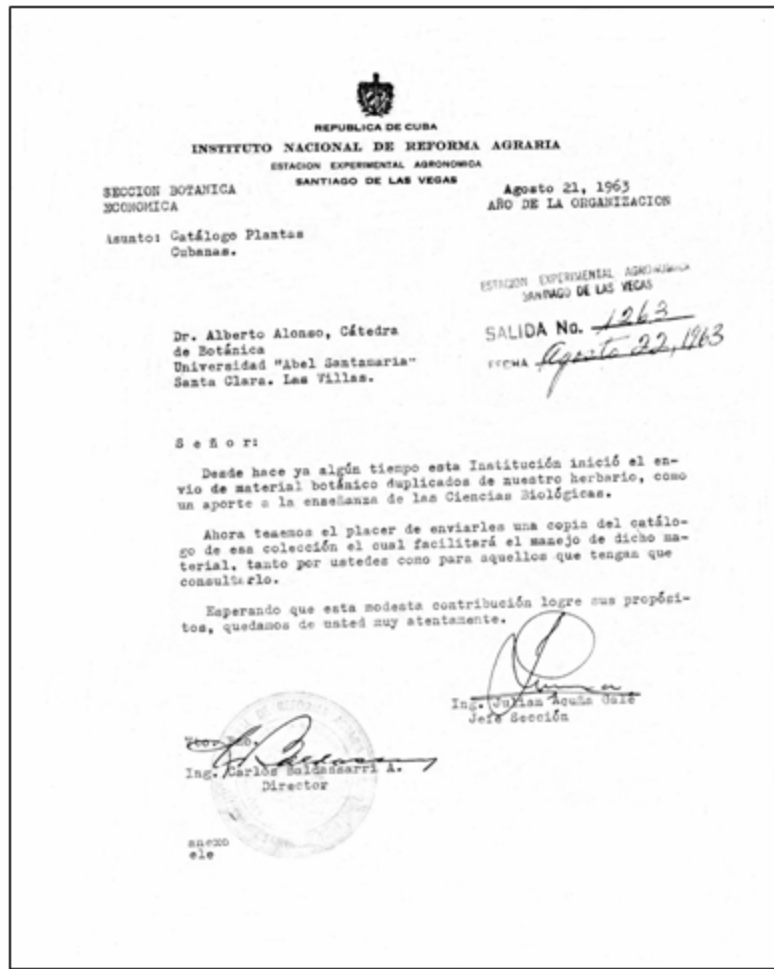 REPUBLICA DE CUBA
INSTITUTO NACIONAL DE REFORMA AGRARIA
ESTACION EXPERIMENTAL AGRONOMICA
SANTIAGO DE LAS VEGAS
SECCION BOTANICA
ECONOMICA
Agosto 21, 1963
AÑO DE LA ORGANIZACION
Asunto: Catálogo Plantas
Cubanas.
ESTACION EXPERIMENTAL AGRONOMICA
SANTIAGO DE LAS VEGAS
SALIDA No. 1263
FECHA Agosto 22, 1963
Dr. Alberto Alonso, Cátedra
de Botánica
Universidad "Abel Santamaria"
Santa Clara. Las Villas.
S e ñ o r:
Desde hace ya algún tiempo esta Institución inició el en-
vio de material botánico duplicados de nuestro herbario, como
un aporte a la enseñanza de las Ciencias Biológicas.
Ahora tenemos el placer de enviarles una copia del catálo-
go de esa colección el cual facilitará el manejo de dicho ma-
terial, tanto por ustedes como para aquellos que tengan que
consultarlo.
Esperando que esta modesta contribución logre sus propósi-
tos, quedamos de usted muy atentamente.
Ing. Julian Acuña Galé
Jefe Sección
Vto. Bno.
Ing. Carlos Baldassarri A.
Director
anexo
ele